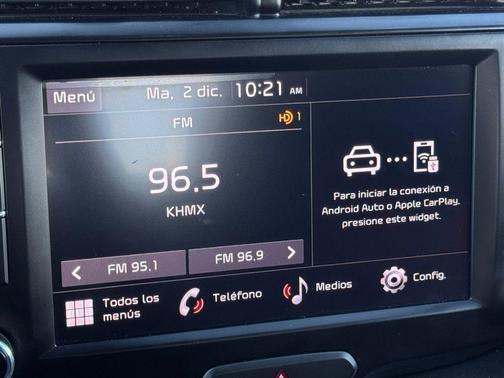 Menú
Ma, 2 dic. 10:21 AM
FM
HD 1
96.5
KHMX
FM 95.1
FM 96.9
Para iniciar la conexión a
Android Auto o Apple CarPlay,
presione este widget.
Todos los
menús
Teléfono
Medios
Config.